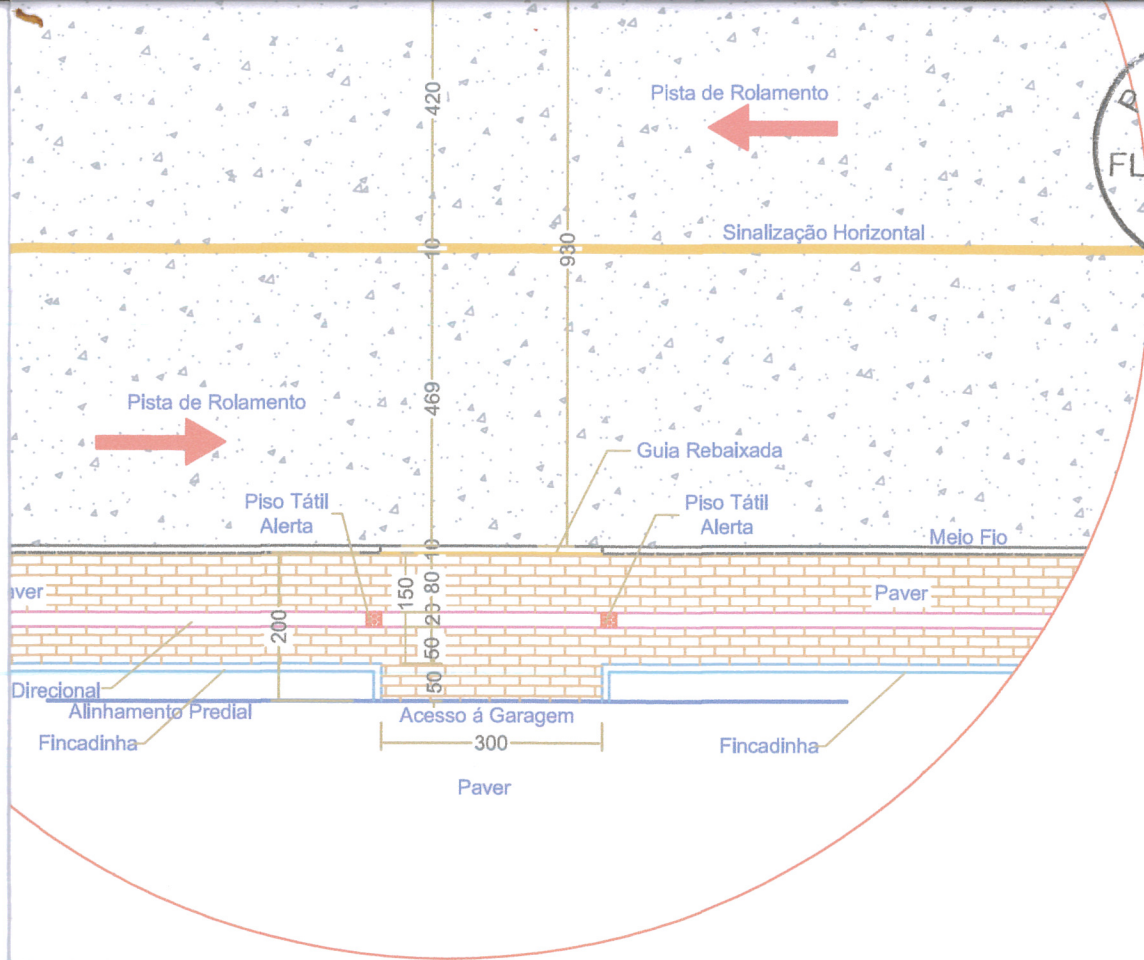 420
Pista de Rolamento
FL
Sinalização Horizontal
10
930
469
Pista de Rolamento
Guia Rebaixada
Piso Tátil
Alerta
Piso Tátil
Alerta
Meio Fio
10
150
80
aver
Paver
20
200
50
50
Direcional
Alinhamento Predial
Acesso á Garagem
Fincadinha
300
Fincadinha
Paver